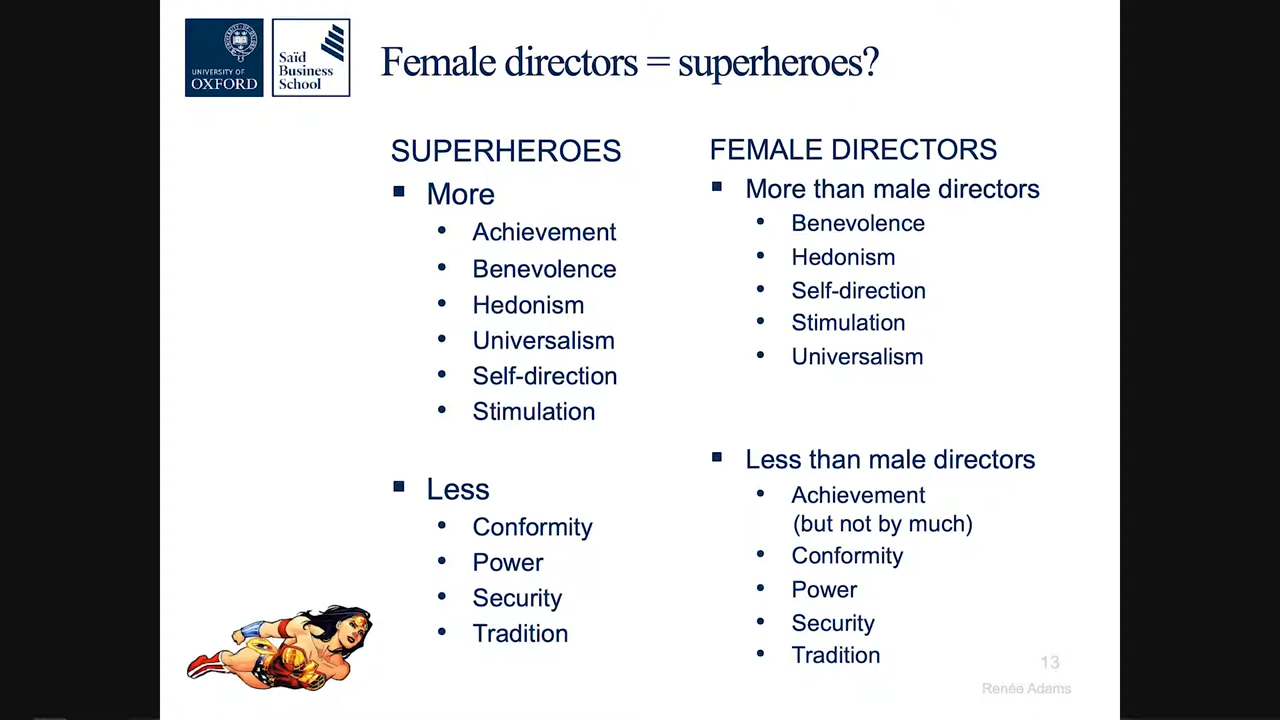 UNIVERSITY OF
OXFORD
Saïd
Business
School
Female directors = superheroes?
SUPERHEROES
▪ More
• Achievement
• Benevolence
• Hedonism
• Universalism
• Self-direction
• Stimulation
▪ Less
• Conformity
• Power
• Security
• Tradition
FEMALE DIRECTORS
▪ More than male directors
• Benevolence
• Hedonism
• Self-direction
• Stimulation
• Universalism
▪ Less than male directors
• Achievement
(but not by much)
• Conformity
• Power
• Security
• Tradition
13
Renée Adams